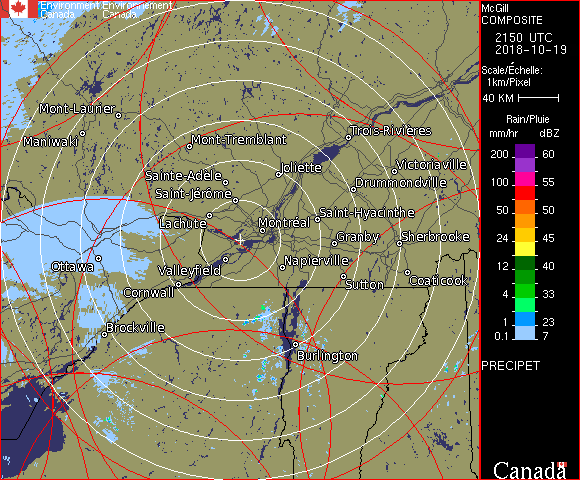 Environment Environnement
Canada Canada
McGill
COMPOSITE
2150 UTC
2018-10-19
Scale/Échelle:
1km/Pixel
40 KM
Rain/Pluie
mm/hr dBZ
200 60
100 55
50 50
24 45
12 40
4 33
1 23
0.1 7
PRECIPET
Canada
Mont-Laurier
Maniwaki
Mont-Tremblant
Trois-Rivières
Joliette
Victoriaville
Sainte-Adèle
Drummondville
Saint-Jérôme
Saint-Hyacinthe
Lachute
Montréal
Granby
Sherbrooke
Ottawa
Valleyfield
Napierville
Cornwall
Sutton
Coaticook
Brockville
Burlington